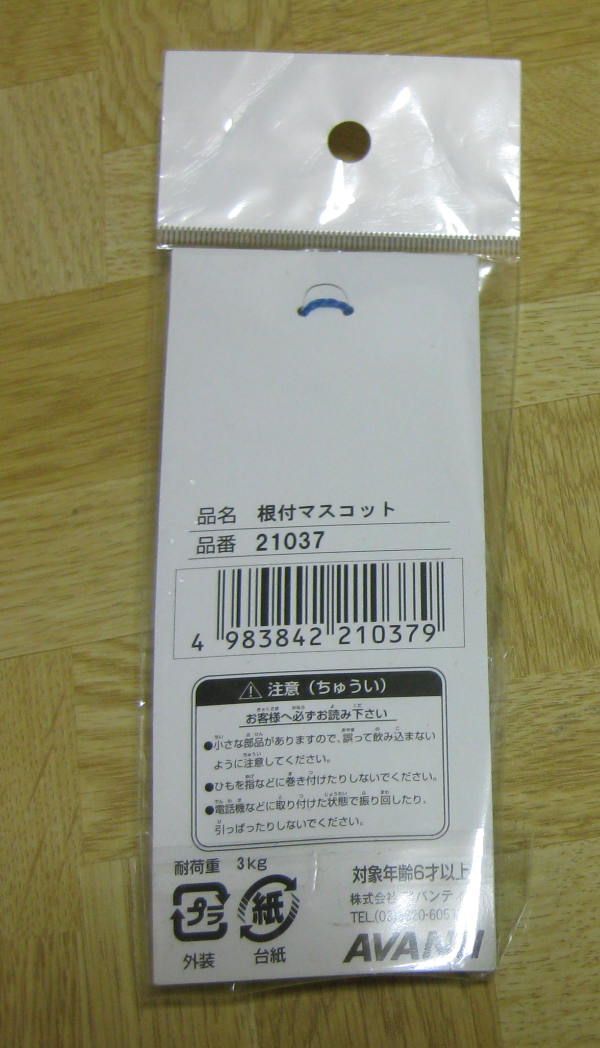 品名 根付マスコット
品番 21037
4 983842 210379
注意（ちゅうい）
お客様へ必ずお読み下さい
●小さな部品がありますので、誤って飲み込まない
ように注意してください。
●ひもを指などに巻き付けたりしないでください。
●電話機などに取り付けた状態で振り回したり、
引っぱったりしないでください。
耐荷重 3kg
対象年齢6才以上
プラ
紙
株式会社
TEL.(03)
外装
台紙
AVANTI